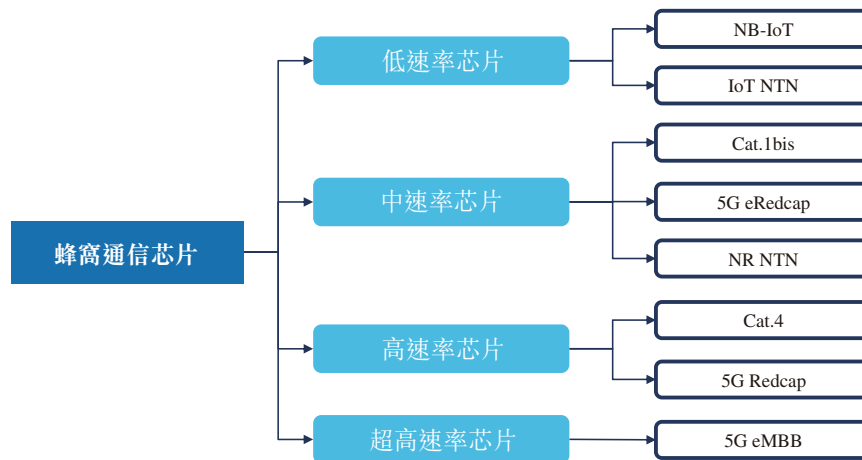 蜂窩通信芯片
低速率芯片
NB-IoT
IoT NTN
中速率芯片
Cat.1bis
5G eRedcap
NR NTN
高速率芯片
Cat.4
5G Redcap
超高速率芯片
5G eMBB